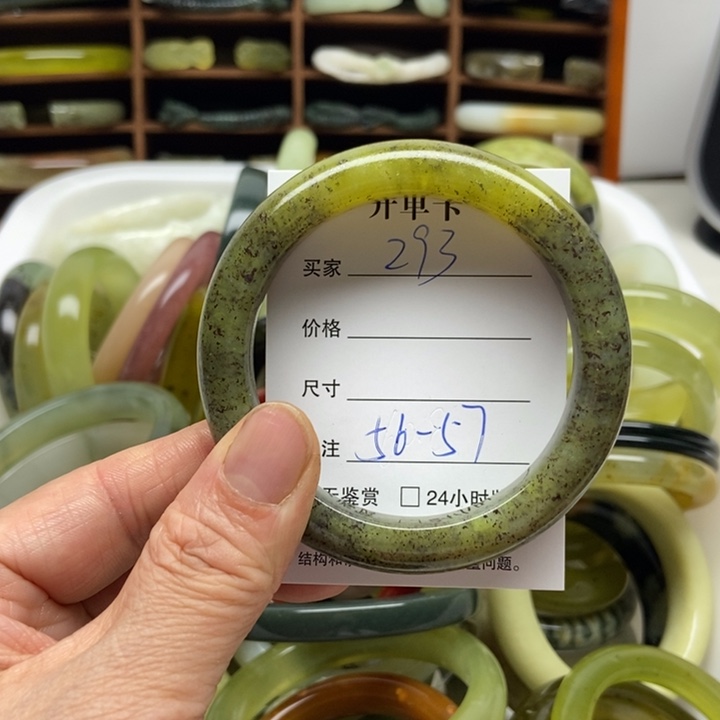 开单卡
买家 293
价格
尺寸
注 56-57
鉴赏 □ 24小时
结构和 问题。